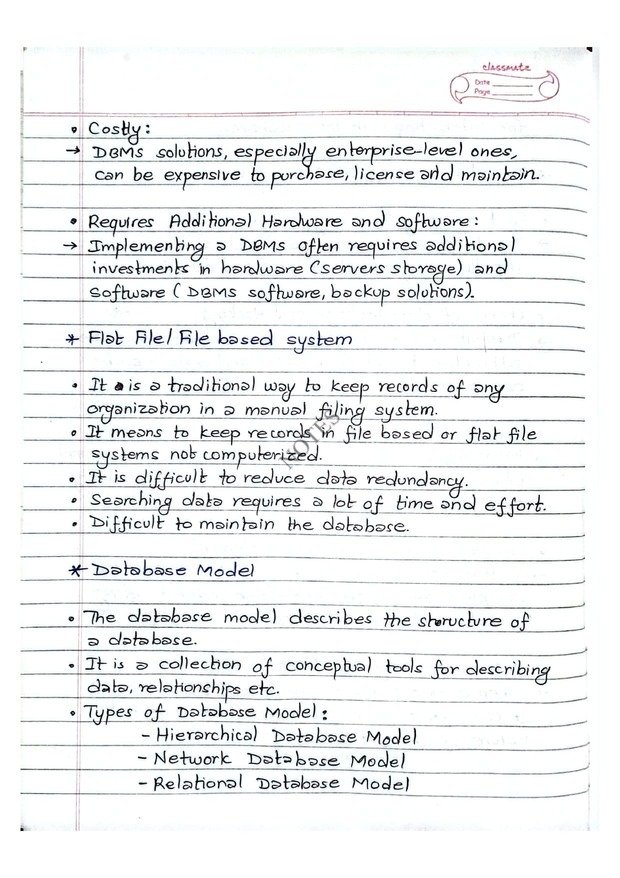 classmate
Date
Page
• Costly:
→ DBMS solutions, especially enterprise-level ones,
can be expensive to purchase, license and maintain.
• Requires Additional Hardware and software:
→ Implementing a DBMS often requires additional
investments in hardware (servers storage) and
software ( DBMS software, backup solutions).
* Flat File/ File based system
• It is a traditional way to keep records of any
organization in a manual filing system.
• It means to keep records in file based or flat file
systems not computerized.
NOTES
• It is difficult to reduce data redundancy.
• Searching data requires a lot of time and effort.
• Difficult to maintain the database.
* Database Model
• The database model describes the structure of
a database.
• It is a collection of conceptual tools for describing
data, relationships etc.
• Types of Database Model:
- Hierarchical Database Model
- Network Database Model
- Relational Database Model